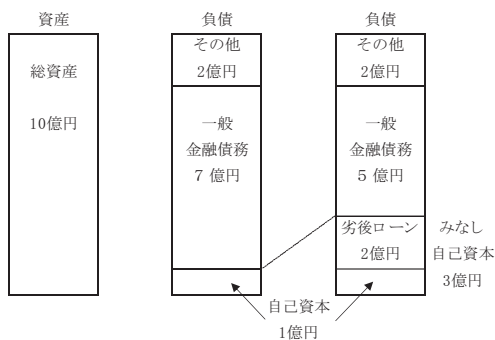 資産
総資産
10億円
負債
その他
2億円
一般
金融債務
7 億円
負債
その他
2億円
一般
金融債務
5 億円
劣後ローン
2億円
みなし
自己資本
3億円
自己資本
1億円